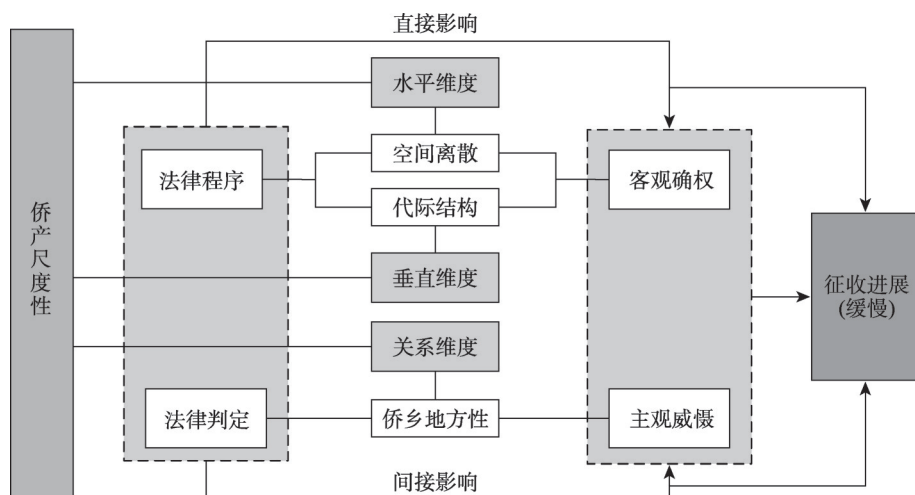 直接影响
水平维度
空间离散
法律程序
客观确权
代际结构
侨产尺度性
垂直维度
征收进展
(缓慢)
关系维度
法律判定
侨乡地方性
主观威慑
间接影响